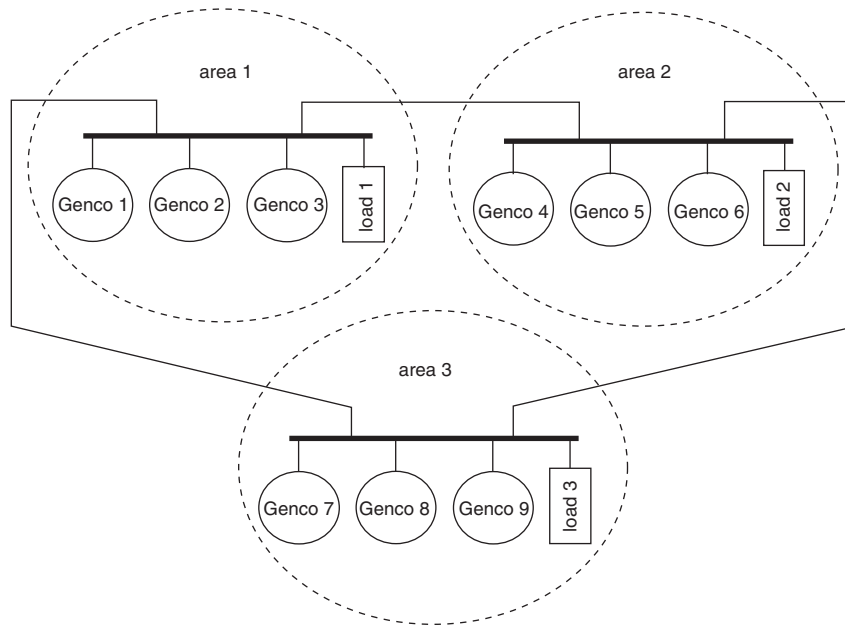 area 1
area 2
Genco 1
Genco 2
Genco 3
load 1
Genco 4
Genco 5
Genco 6
load 2
area 3
Genco 7
Genco 8
Genco 9
load 3